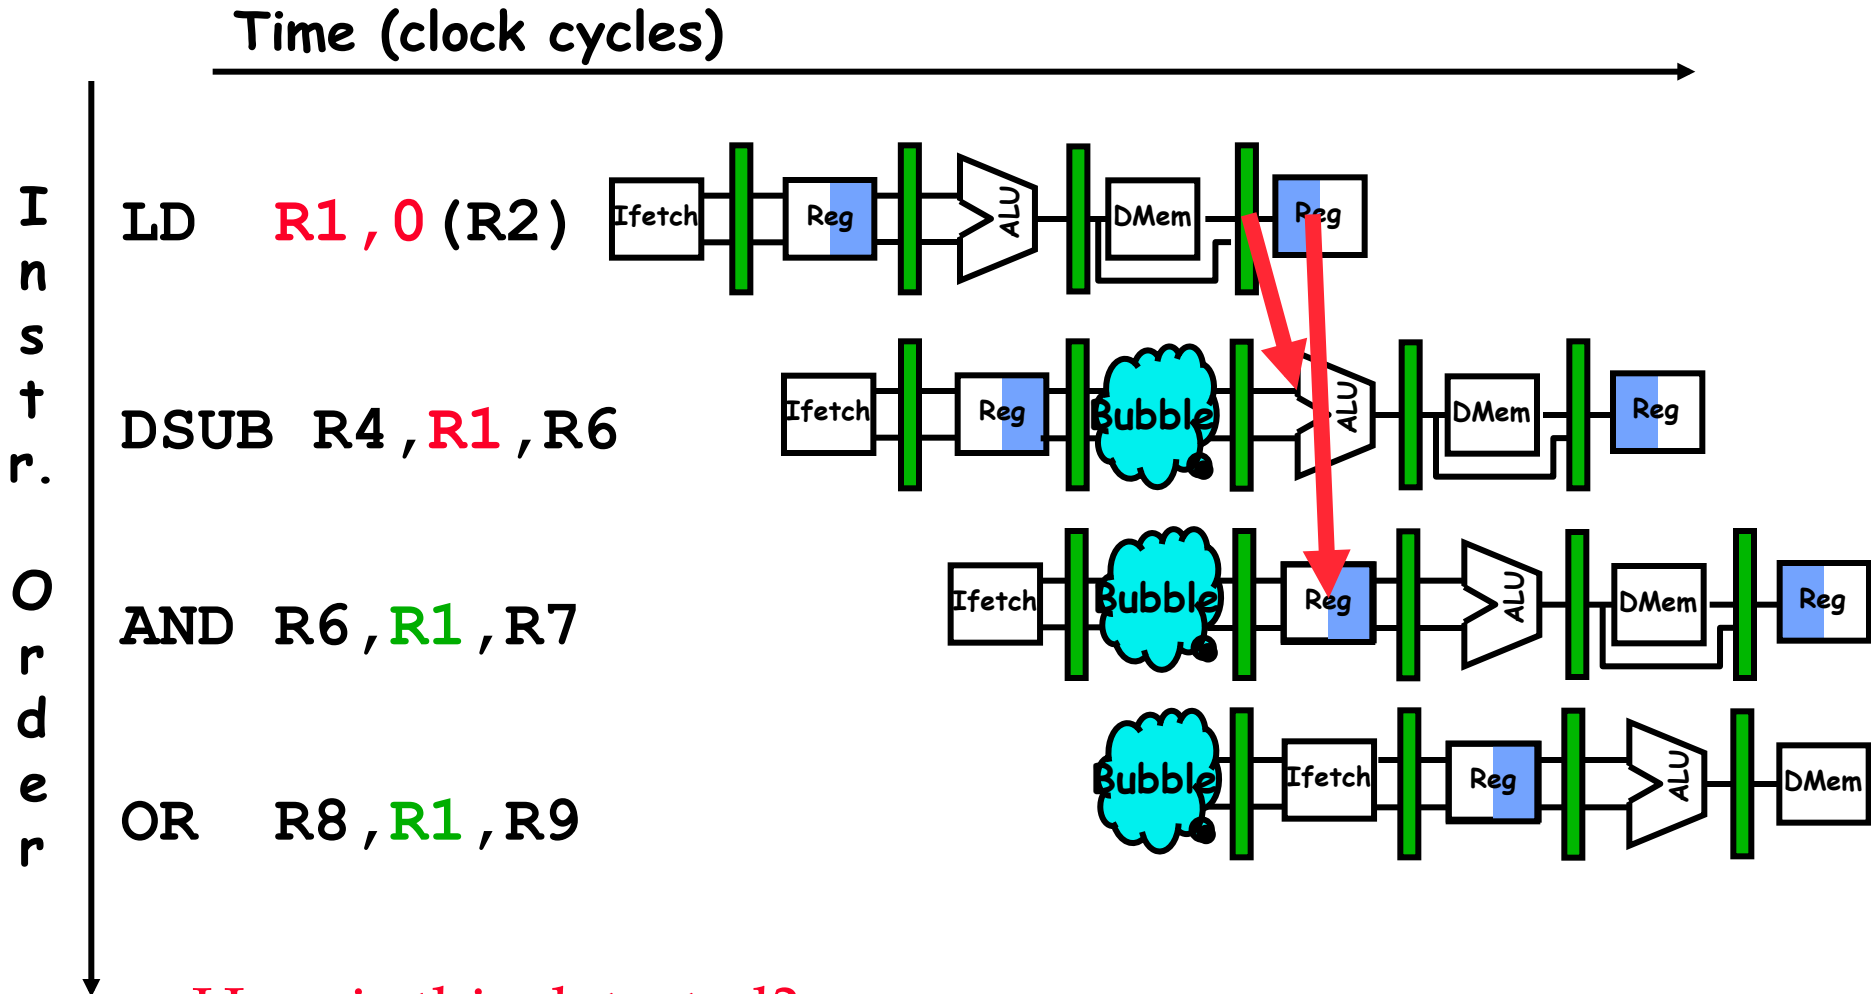 Time (clock cycles)
Instr. Order
LD R1,0(R2)
Ifetch Reg ALU DMem Reg
DSUB R4,R1,R6
Ifetch Reg Bubble ALU DMem Reg
AND R6,R1,R7
Ifetch Bubble Reg ALU DMem Reg
OR R8,R1,R9
Bubble Ifetch Reg ALU DMem